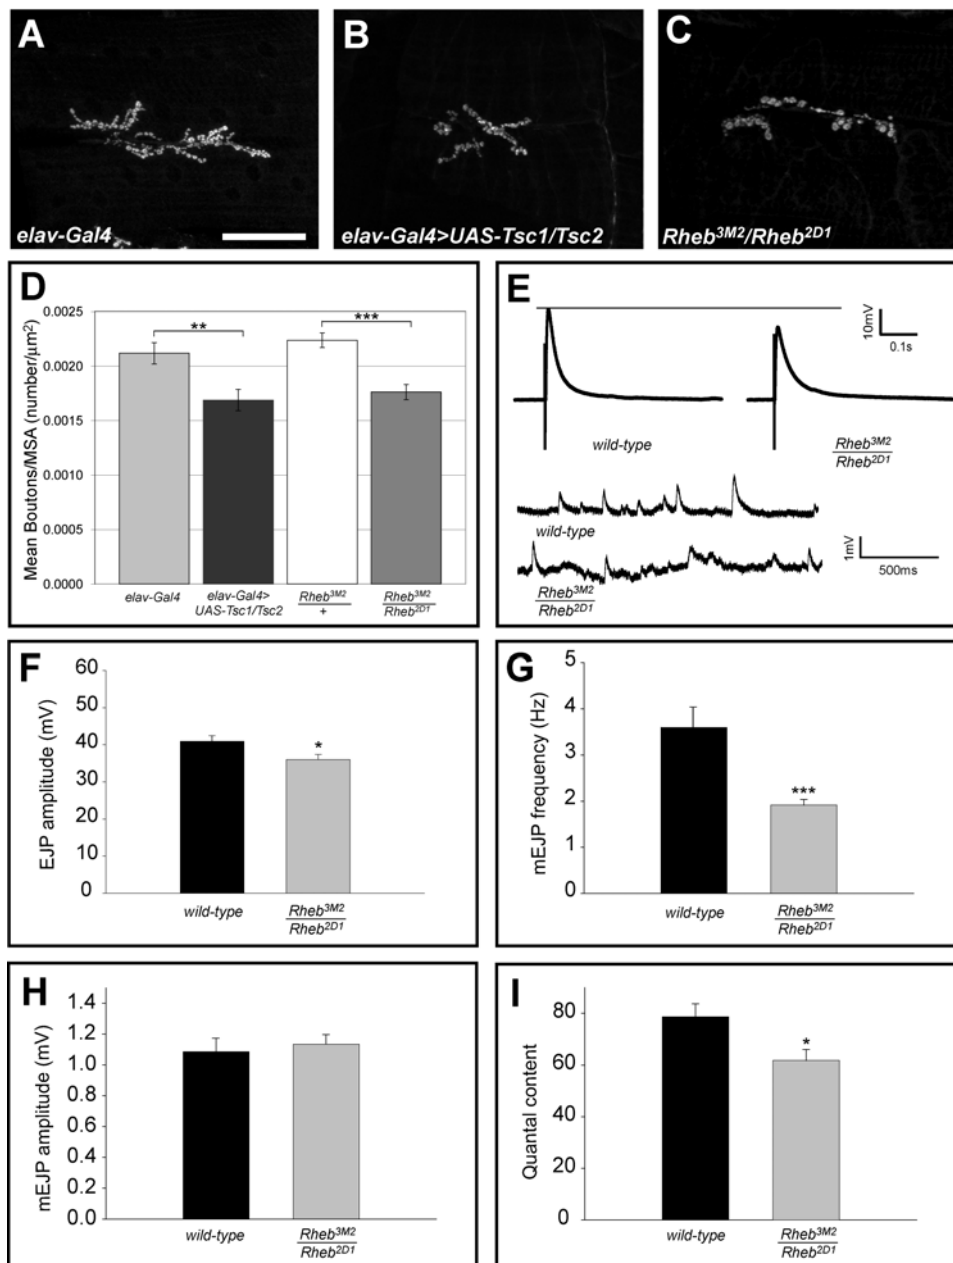 A
B
C
elav-Gal4
elav-Gal4>UAS-Tsc1/Tsc2
Rheb3M2/Rheb2D1
D
Mean Boutons/MSA (number/µm2)
0.0025
0.0020
0.0015
0.0010
0.0005
0.0000
**
***
elav-Gal4
elav-Gal4>
UAS-Tsc1/Tsc2
Rheb3M2
+
Rheb3M2
Rheb2D1
E
10mV
0.1s
wild-type
Rheb3M2
Rheb2D1
wild-type
1mV
500ms
Rheb3M2
Rheb2D1
F
EJP amplitude (mV)
60
50
40
30
20
10
0
*
wild-type
Rheb3M2
Rheb2D1
G
mEJP frequency (Hz)
5
4
3
2
1
0
***
wild-type
Rheb3M2
Rheb2D1
H
mEJP amplitude (mV)
1.4
1.2
1.0
0.8
0.6
0.4
0.2
0.0
wild-type
Rheb3M2
Rheb2D1
I
Quantal content
80
60
40
20
0
*
wild-type
Rheb3M2
Rheb2D1